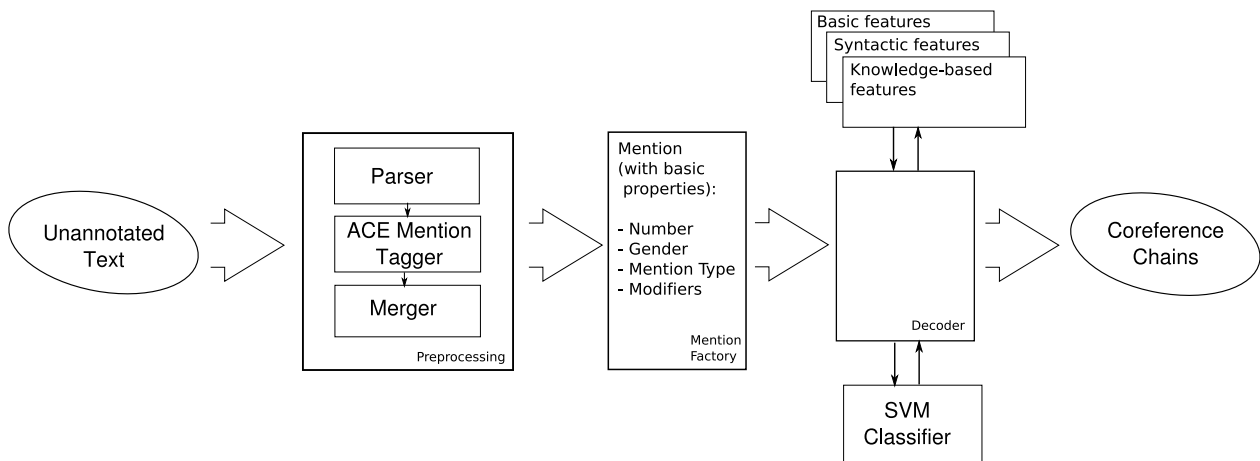 Unannotated
Text
Parser
ACE Mention
Tagger
Merger
Preprocessing
Mention
(with basic
properties):
- Number
- Gender
- Mention Type
- Modifiers
Mention
Factory
Basic features
Syntactic features
Knowledge-based
features
Decoder
SVM
Classifier
Coreference
Chains